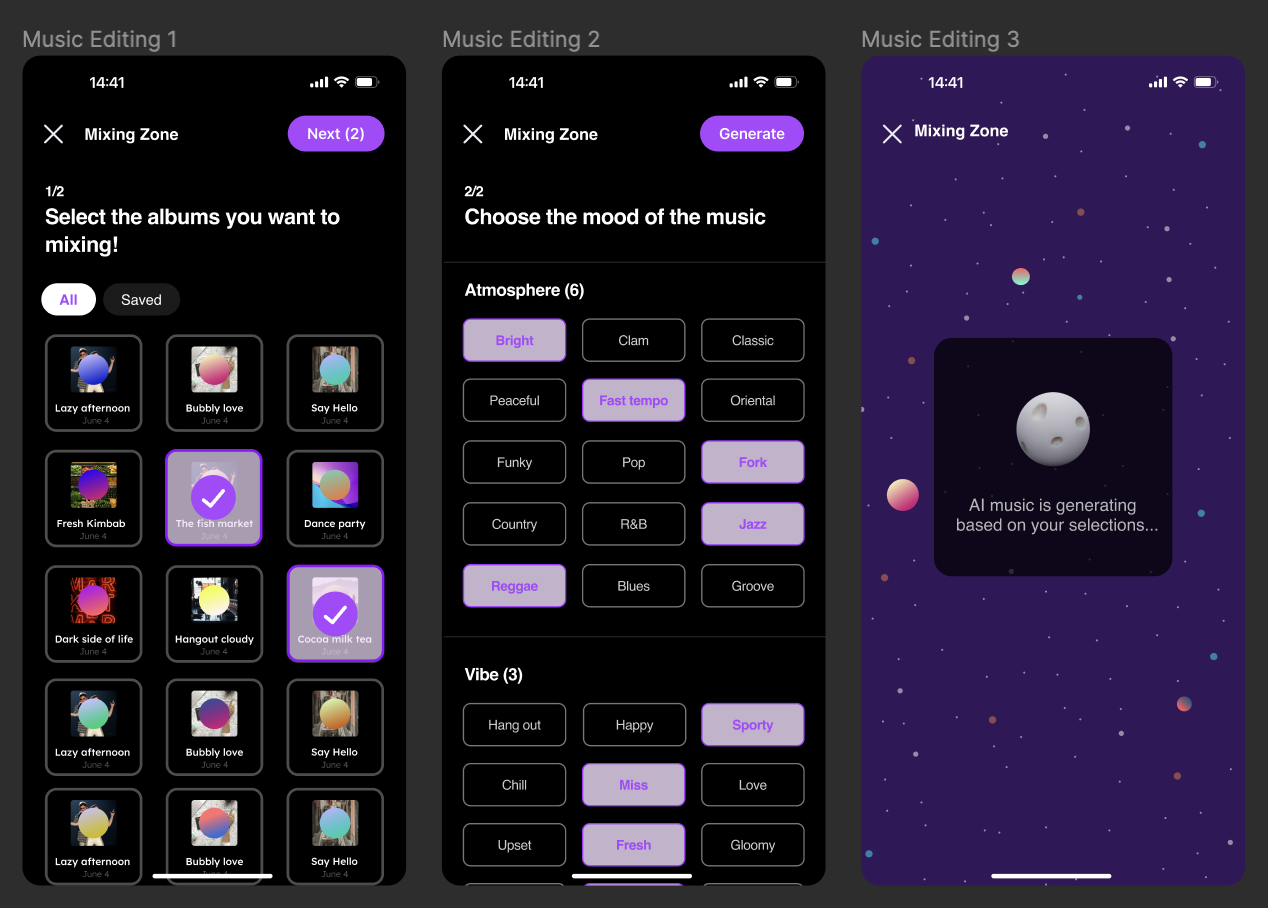 Music Editing 1
14:41
Mixing Zone
Next (2)
1/2
Select the albums you want to
mixing!
All
Saved
Lazy afternoon
June 4
Bubbly love
June 4
Say Hello
June 4
Fresh Kimbab
June 4
The fish market
June 4
Dance party
June 4
Dark side of life
June 4
Hangout cloudy
June 4
Cocoa milk tea
June 4
Lazy afternoon
June 4
Bubbly love
June 4
Say Hello
June 4
Lazy afternoon
Bubbly love
June 4
Say Hello
Music Editing 2
14:41
Mixing Zone
Generate
2/2
Choose the mood of the music
Atmosphere (6)
Bright
Clam
Classic
Peaceful
Fast tempo
Oriental
Funky
Pop
Fork
Country
R&B
Jazz
Reggae
Blues
Groove
Vibe (3)
Hang out
Happy
Sporty
Chill
Miss
Love
Upset
Fresh
Gloomy
Music Editing 3
14:41
Mixing Zone
AI music is generating
based on your selections...